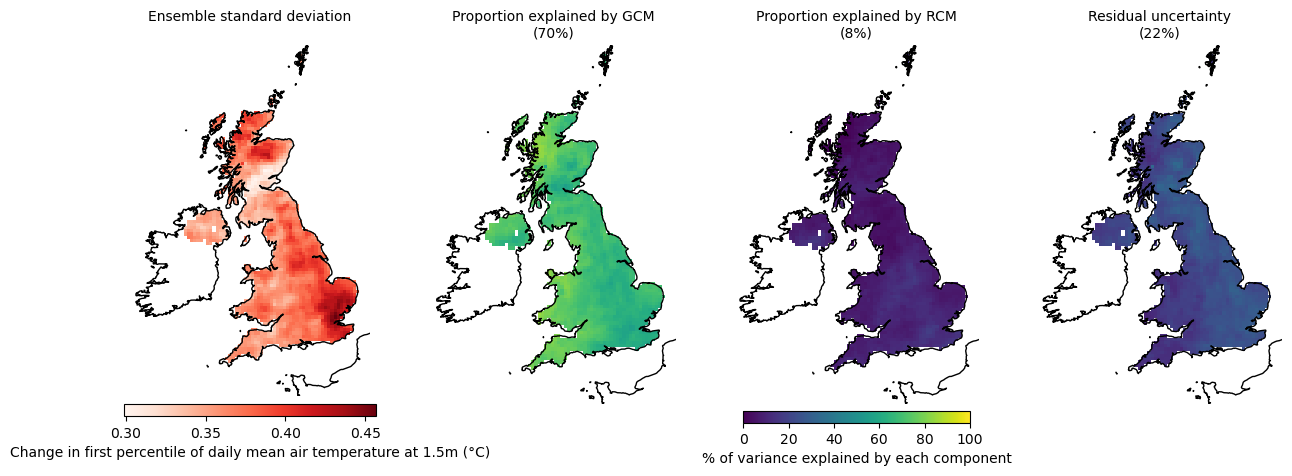 Ensemble standard deviation
Proportion explained by GCM
(70%)
Proportion explained by RCM
(8%)
Residual uncertainty
(22%)
0.30 0.35 0.40 0.45
Change in first percentile of daily mean air temperature at 1.5m (°C)
0 20 40 60 80 100
% of variance explained by each component